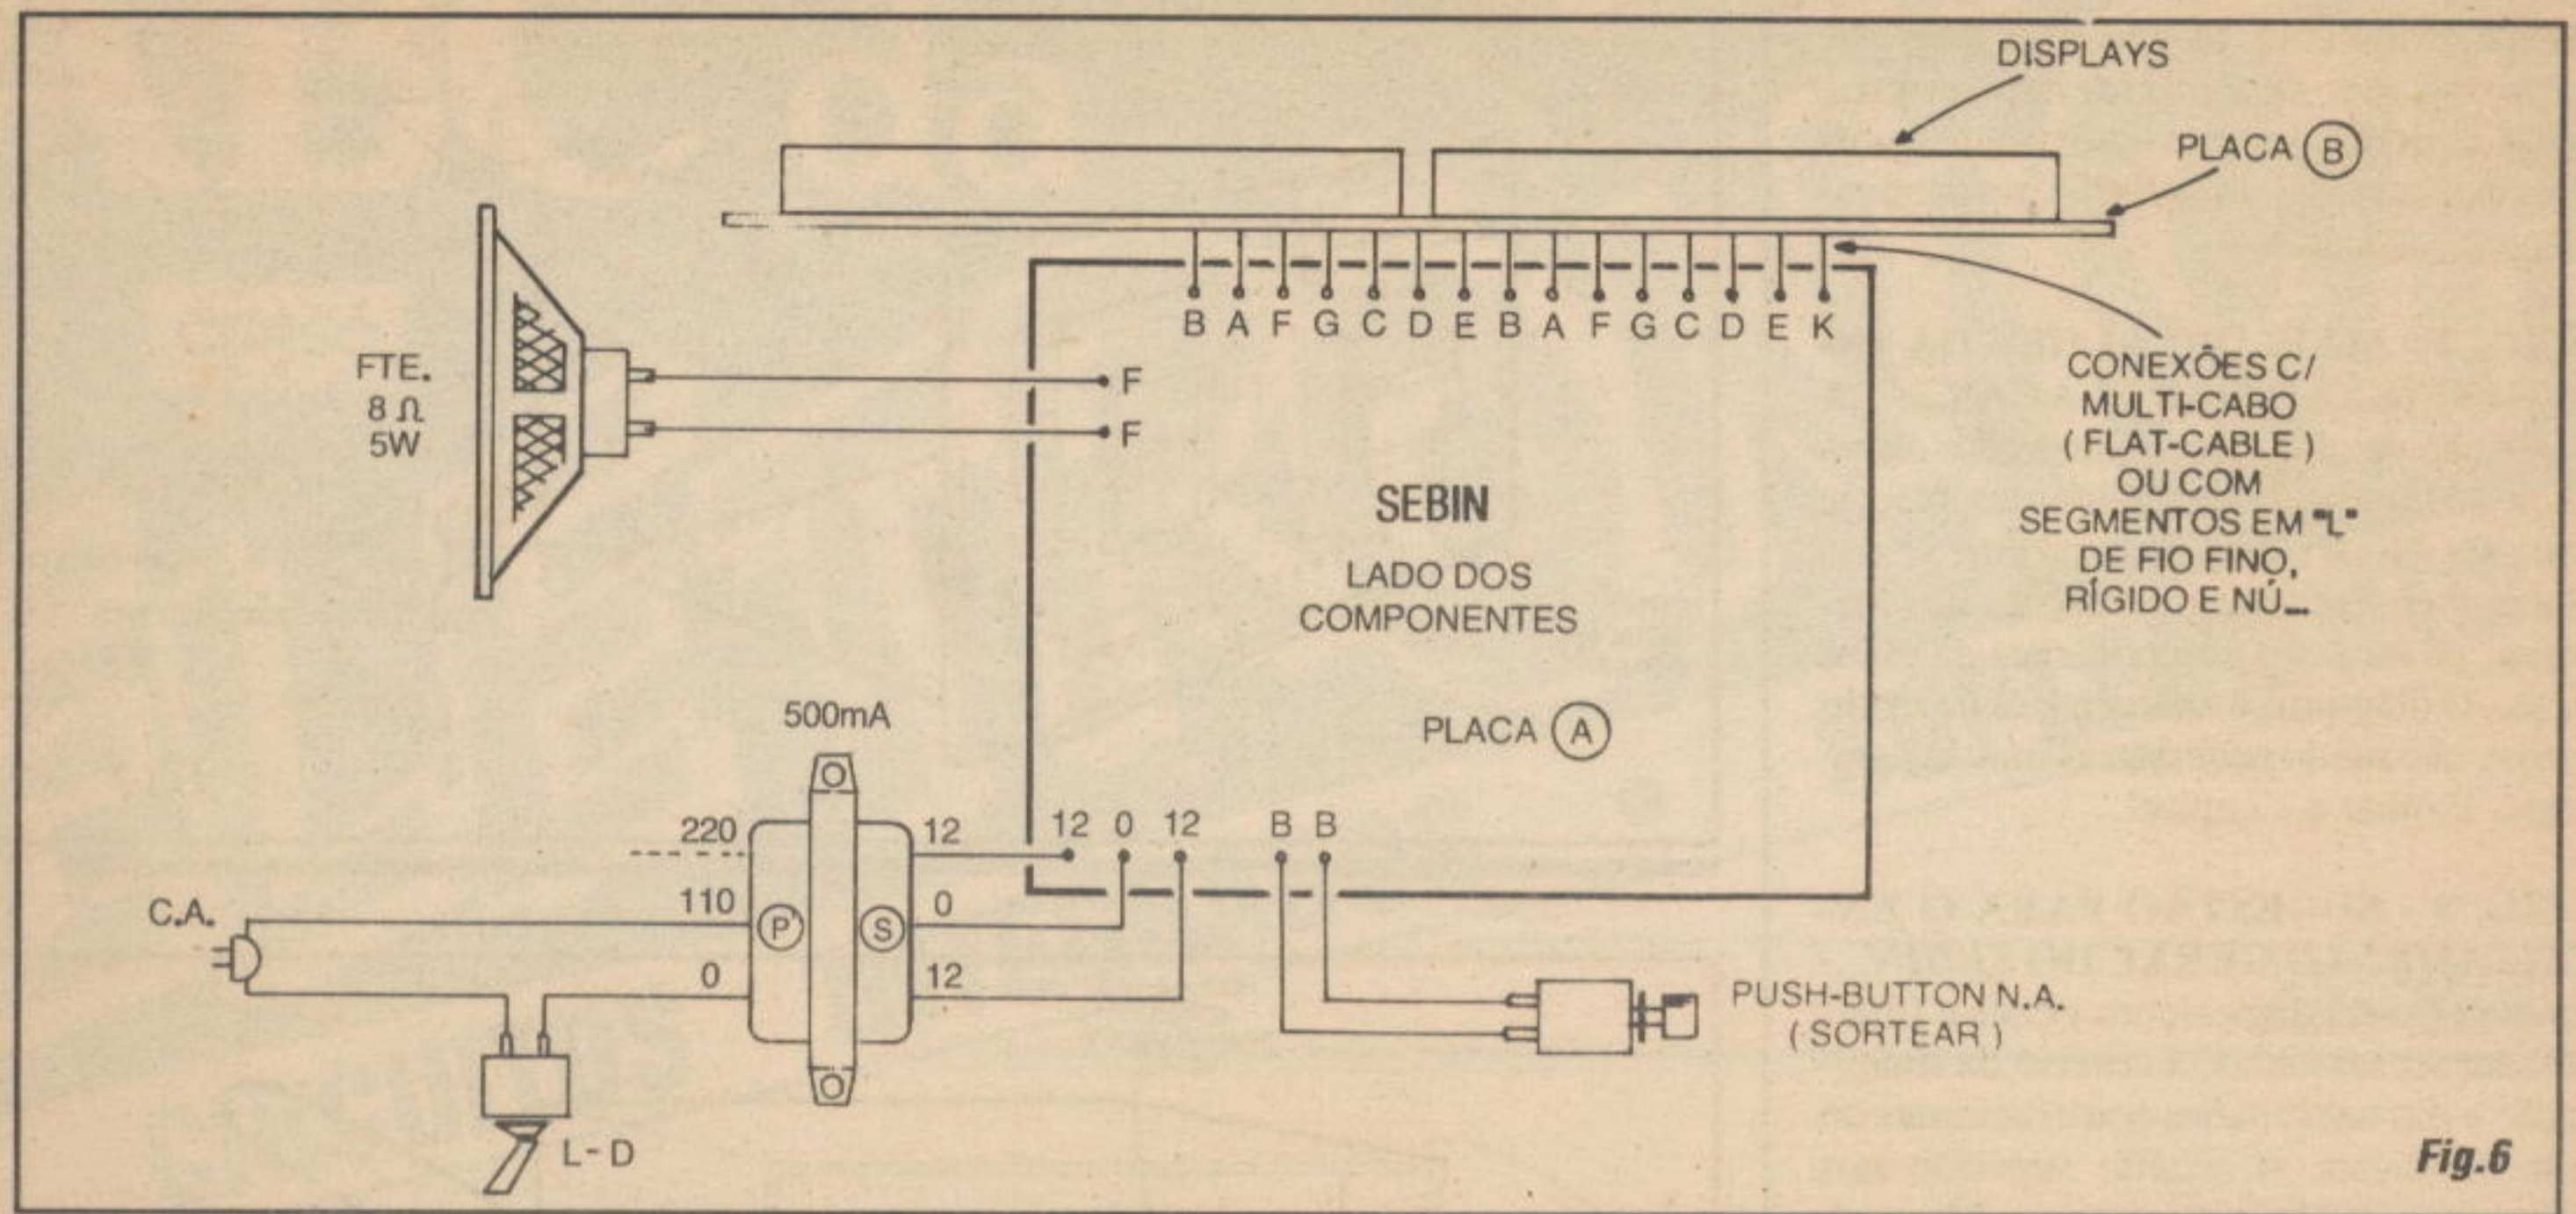 DISPLAYS
PLACA B
B A F G C D E B A F G C D E K
FTE.
8 Ω
5W
F
F
CONEXÕES C/
MULTI-CABO
( FLAT-CABLE )
OU COM
SEGMENTOS EM "L"
DE FIO FINO,
RÍGIDO E NÚ...
SEBIN
LADO DOS
COMPONENTES
PLACA A
500mA
220
12
12 0 12
B B
C.A.
110
P
S
0
0
12
PUSH-BUTTON N.A.
( SORTEAR )
L-D
Fig.6